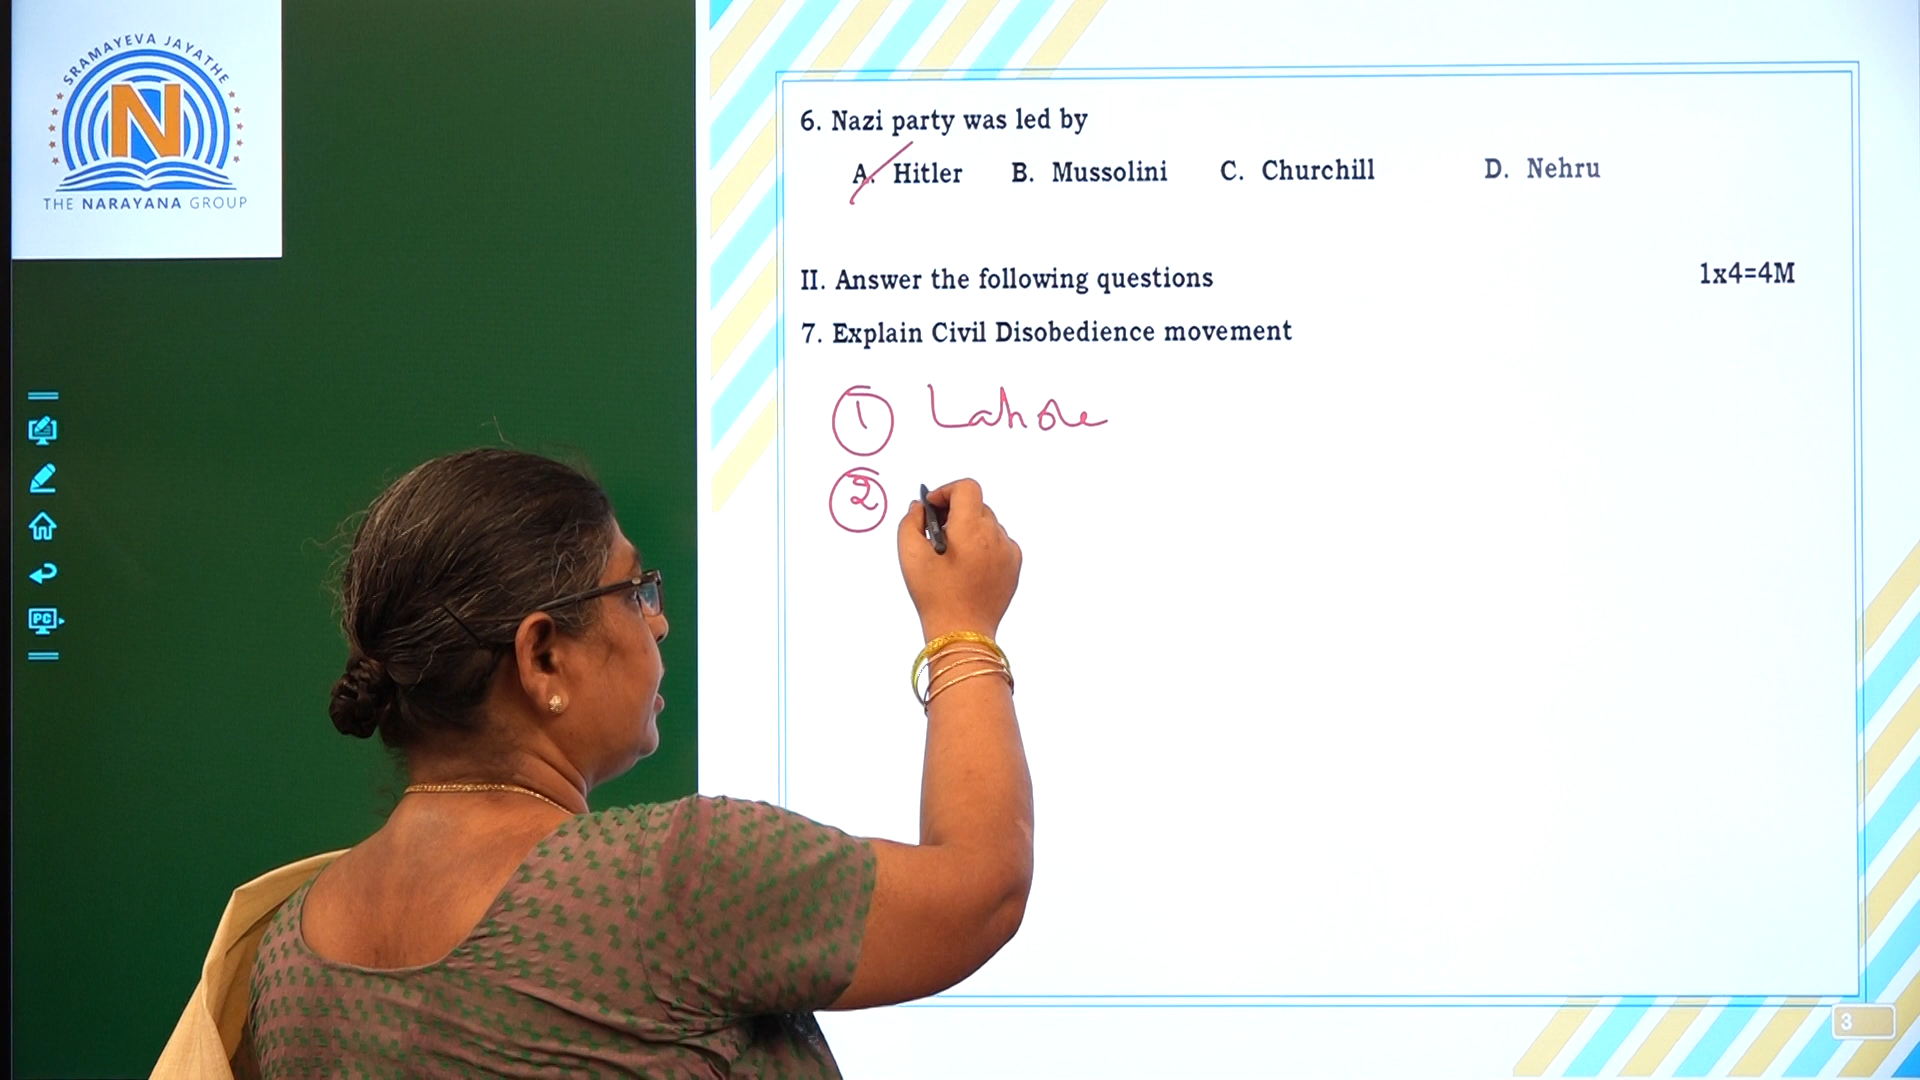 SRAMAYEVA JAYATHE
N
THE NARAYANA GROUP
PC
6. Nazi party was led by
A. Hitler B. Mussolini C. Churchill D. Nehru
II. Answer the following questions 1x4=4M
7. Explain Civil Disobedience movement
1 Lahore
2
3